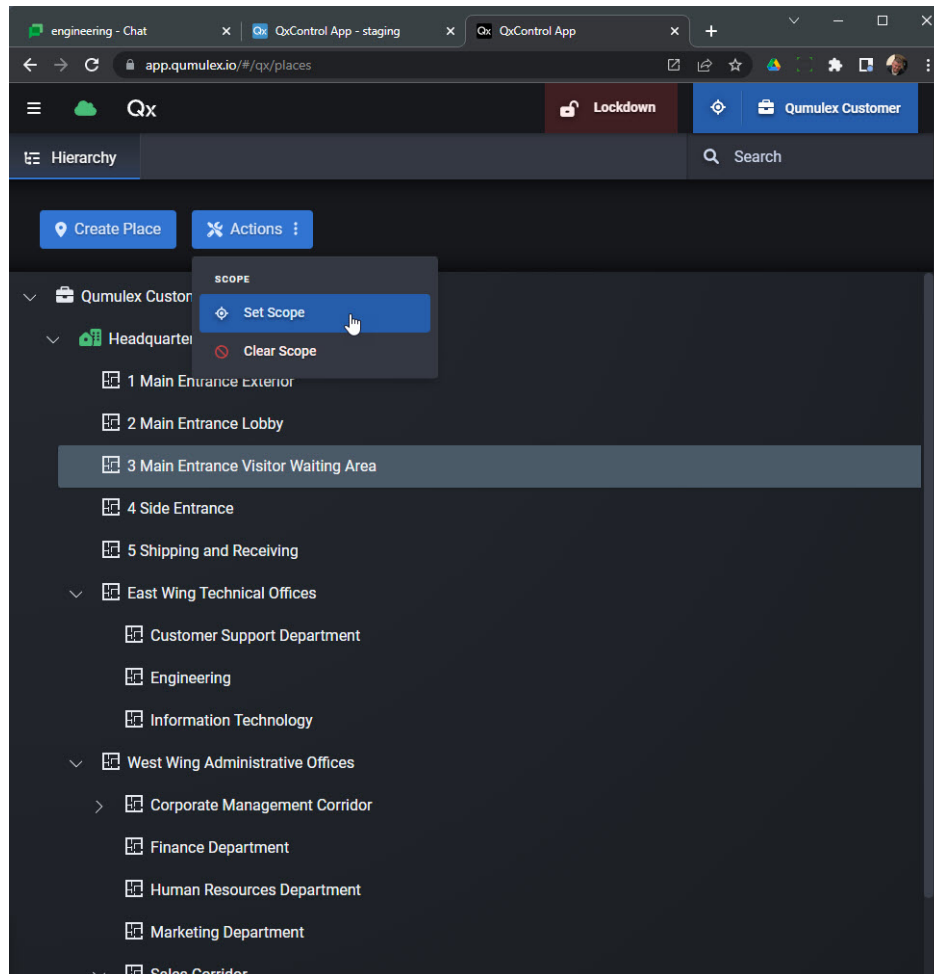 engineering - Chat
QxControl App - staging
QxControl App
app.qumulex.io/#/qx/places
Qx
Lockdown
Qumulex Customer
Hierarchy
Search
Create Place
Actions
SCOPE
Set Scope
Clear Scope
Qumulex Custon
Headquarter
1 Main Entrance Exterior
2 Main Entrance Lobby
3 Main Entrance Visitor Waiting Area
4 Side Entrance
5 Shipping and Receiving
East Wing Technical Offices
Customer Support Department
Engineering
Information Technology
West Wing Administrative Offices
Corporate Management Corridor
Finance Department
Human Resources Department
Marketing Department
Sales Corridor